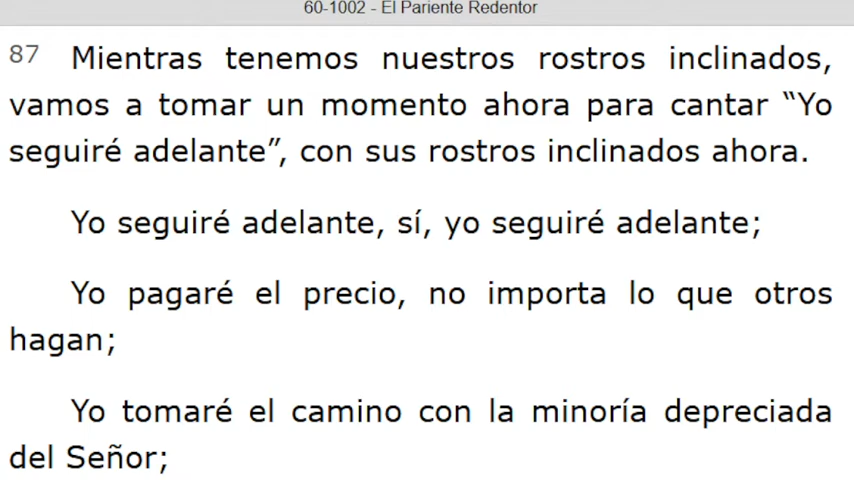 60-1002 - El Pariente Redentor
87 Mientras tenemos nuestros rostros inclinados,
vamos a tomar un momento ahora para cantar “Yo
seguiré adelante”, con sus rostros inclinados ahora.
Yo seguiré adelante, sí, yo seguiré adelante;
Yo pagaré el precio, no importa lo que otros
hagan;
Yo tomaré el camino con la minoría depreciada
del Señor;